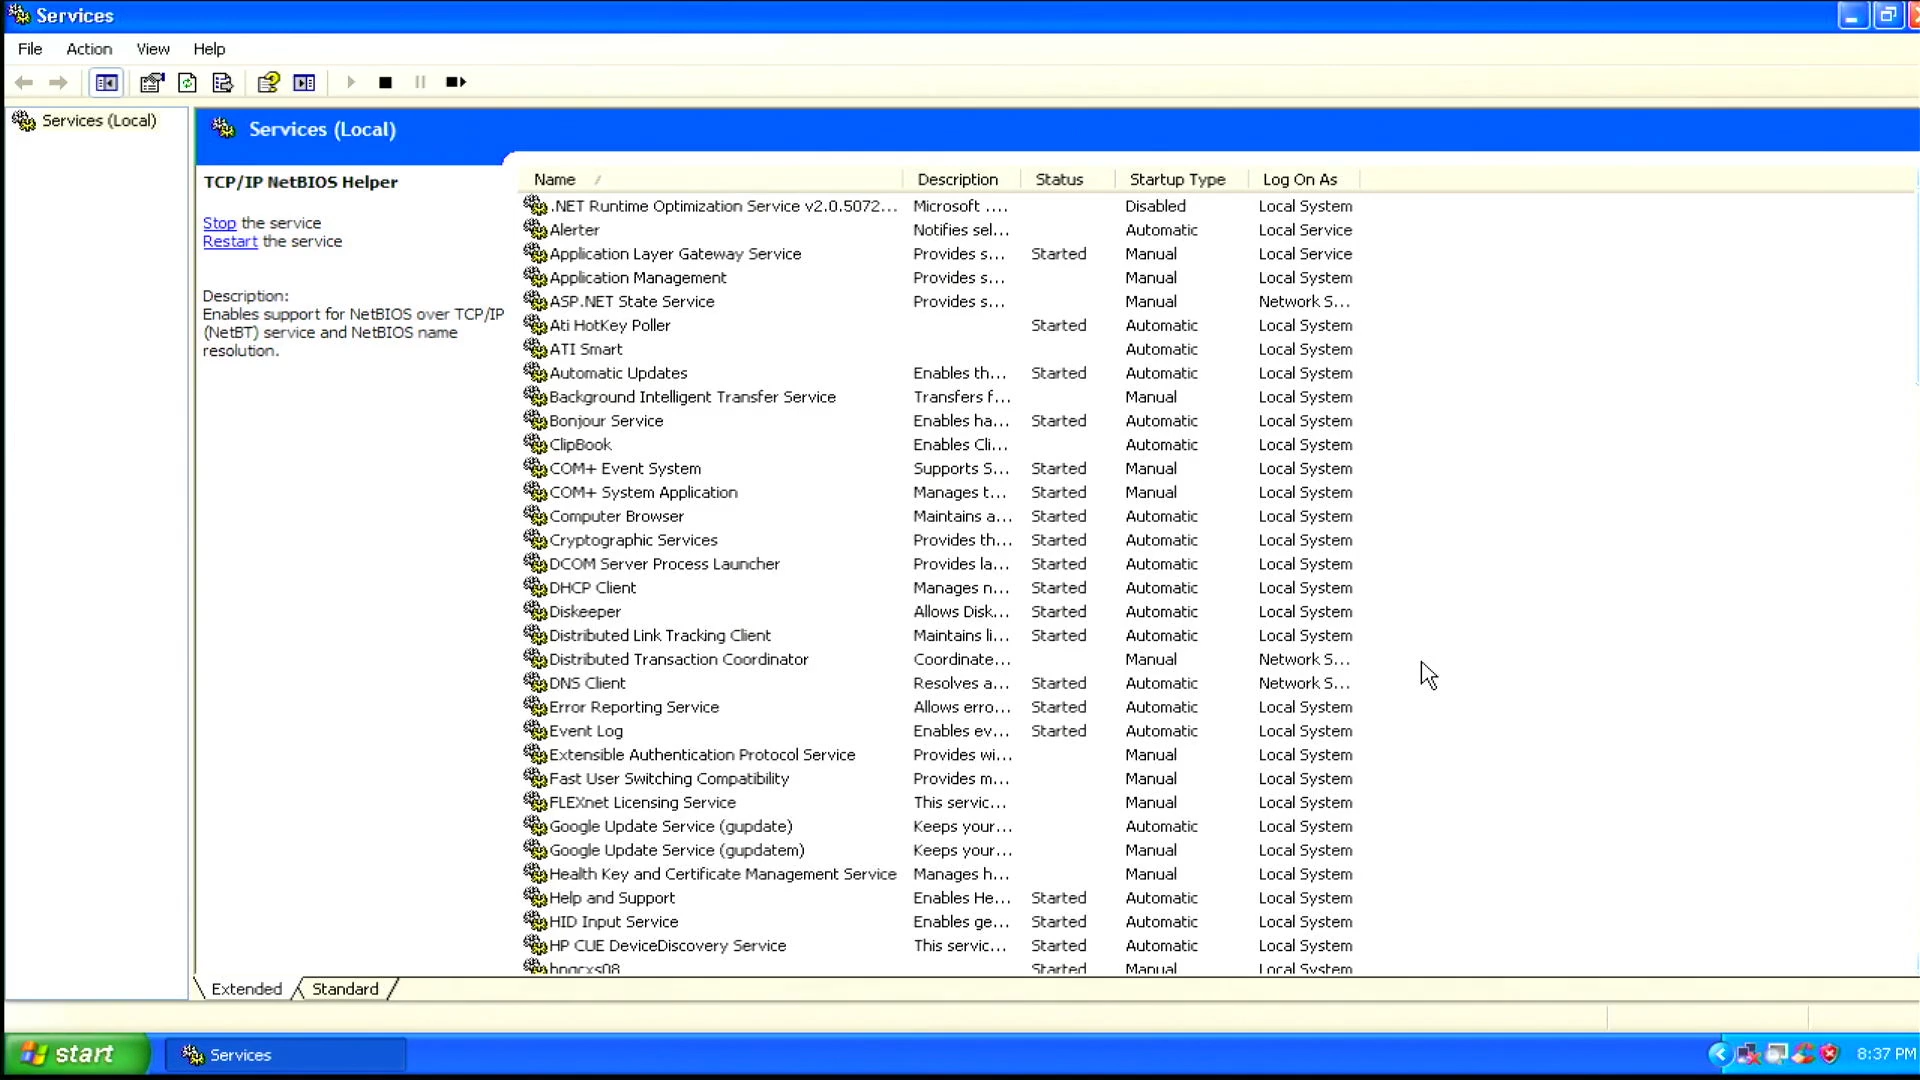 Services
File Action View Help
Services (Local)
Services (Local)
TCP/IP NetBIOS Helper
Stop the service
Restart the service
Description:
Enables support for NetBIOS over TCP/IP
(NetBT) service and NetBIOS name
resolution.
Name Description Status Startup Type Log On As
.NET Runtime Optimization Service v2.0.5072... Microsoft .... Disabled Local System
Alerter Notifies sel... Automatic Local Service
Application Layer Gateway Service Provides s... Started Manual Local Service
Application Management Provides s... Manual Local System
ASP.NET State Service Provides s... Manual Network S...
Ati HotKey Poller Started Automatic Local System
ATI Smart Automatic Local System
Automatic Updates Enables th... Started Automatic Local System
Background Intelligent Transfer Service Transfers f... Manual Local System
Bonjour Service Enables ha... Started Automatic Local System
ClipBook Enables Cli... Automatic Local System
COM+ Event System Supports S... Started Manual Local System
COM+ System Application Manages t... Started Manual Local System
Computer Browser Maintains a... Started Automatic Local System
Cryptographic Services Provides th... Started Automatic Local System
DCOM Server Process Launcher Provides la... Started Automatic Local System
DHCP Client Manages n... Started Automatic Local System
Diskeeper Allows Disk... Started Automatic Local System
Distributed Link Tracking Client Maintains li... Started Automatic Local System
Distributed Transaction Coordinator Coordinate... Manual Network S...
DNS Client Resolves a... Started Automatic Network S...
Error Reporting Service Allows erro... Started Automatic Local System
Event Log Enables ev... Started Automatic Local System
Extensible Authentication Protocol Service Provides wi... Manual Local System
Fast User Switching Compatibility Provides m... Manual Local System
FLEXnet Licensing Service This servic... Manual Local System
Google Update Service (gupdate) Keeps your... Automatic Local System
Google Update Service (gupdatem) Keeps your... Manual Local System
Health Key and Certificate Management Service Manages h... Manual Local System
Help and Support Enables He... Started Automatic Local System
HID Input Service Enables ge... Started Automatic Local System
HP CUE DeviceDiscovery Service This servic... Started Automatic Local System
hpqcxs08 Started Manual Local System
Extended Standard
start Services 8:37 PM